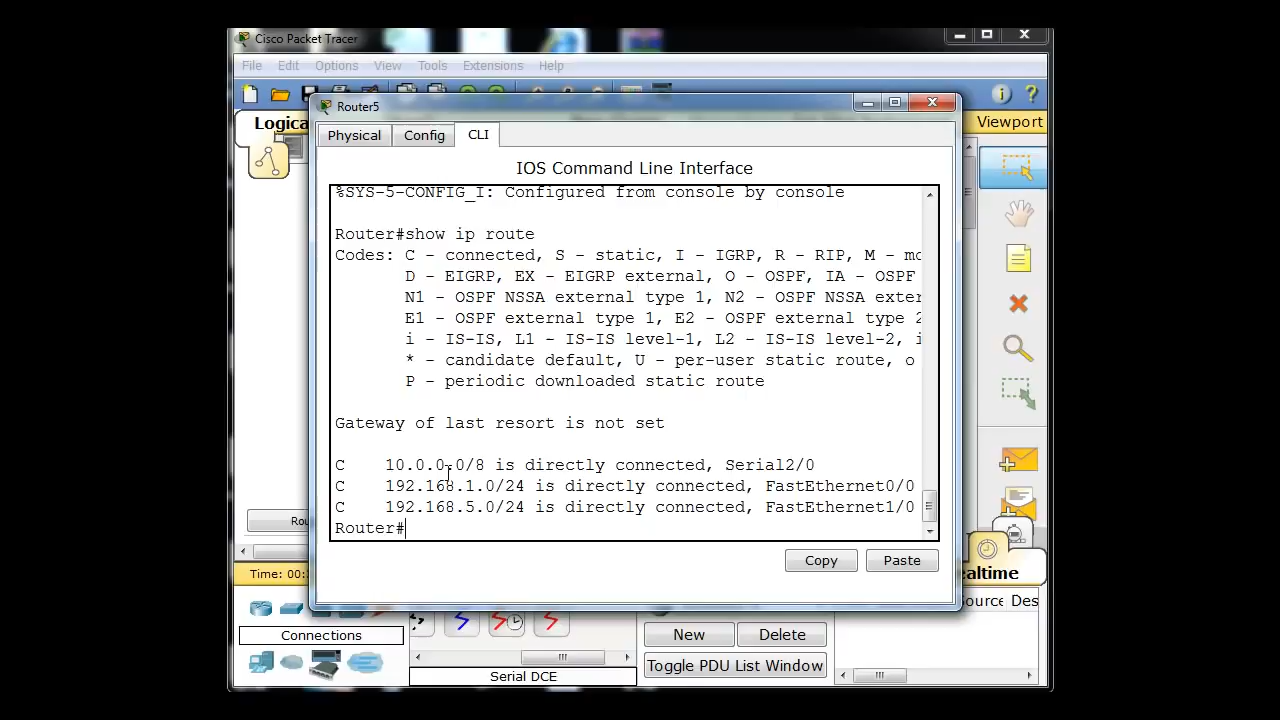 Cisco Packet Tracer
File Edit Options View Tools Extensions Help
Router5
Logica
Viewport
Physical Config CLI
IOS Command Line Interface
%SYS-5-CONFIG_I: Configured from console by console
Router#show ip route
Codes: C - connected, S - static, I - IGRP, R - RIP, M - mo
D - EIGRP, EX - EIGRP external, O - OSPF, IA - OSPF
N1 - OSPF NSSA external type 1, N2 - OSPF NSSA exter
E1 - OSPF external type 1, E2 - OSPF external type 2
i - IS-IS, L1 - IS-IS level-1, L2 - IS-IS level-2, i
* - candidate default, U - per-user static route, o
P - periodic downloaded static route
Gateway of last resort is not set
C 10.0.0.0/8 is directly connected, Serial2/0
C 192.168.1.0/24 is directly connected, FastEthernet0/0
C 192.168.5.0/24 is directly connected, FastEthernet1/0
Router#
Rou
Copy Paste
Time: 00:
ealtime
Source Des
Connections
New Delete
Toggle PDU List Window
Serial DCE